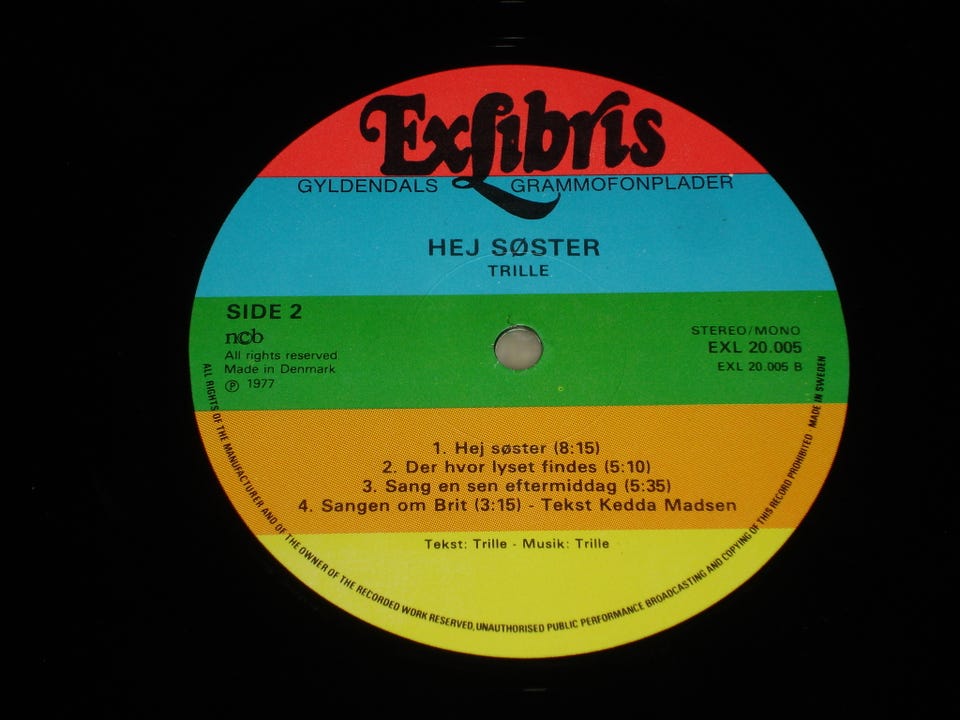 ExLibris
GYLDENDALS GRAMMOFONPLADER
HEJ SØSTER
TRILLE
SIDE 2
ncb
All rights reserved
Made in Denmark
Ⓟ 1977
STEREO/MONO
EXL 20.005
EXL 20.005 B
1. Hej søster (8:15)
2. Der hvor lyset findes (5:10)
3. Sang en sen eftermiddag (5:35)
4. Sangen om Brit (3:15) - Tekst Kedda Madsen
Tekst: Trille - Musik: Trille
ALL RIGHTS OF THE MANUFACTURER AND OF THE OWNER OF THE RECORDED WORK RESERVED, UNAUTHORISED PUBLIC PERFORMANCE BROADCASTING AND COPYING OF THIS RECORD PROHIBITED MADE IN SWEDEN